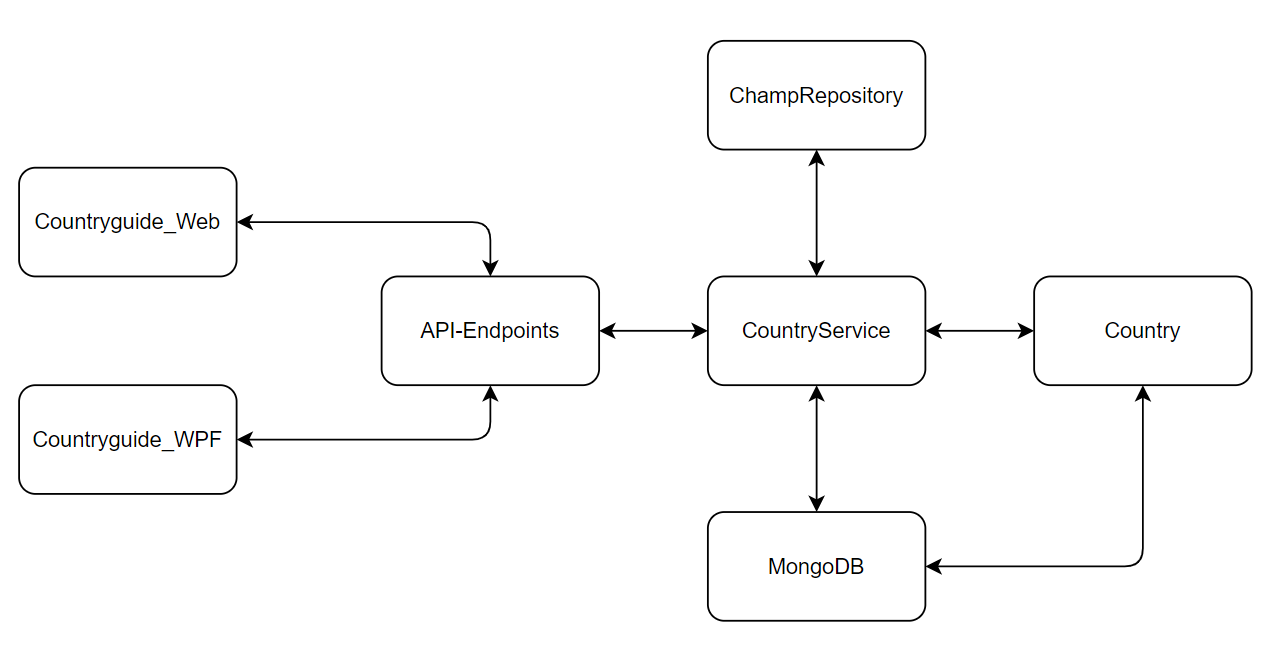 ChampRepository
Countryguide_Web
API-Endpoints
CountryService
Country
Countryguide_WPF
MongoDB